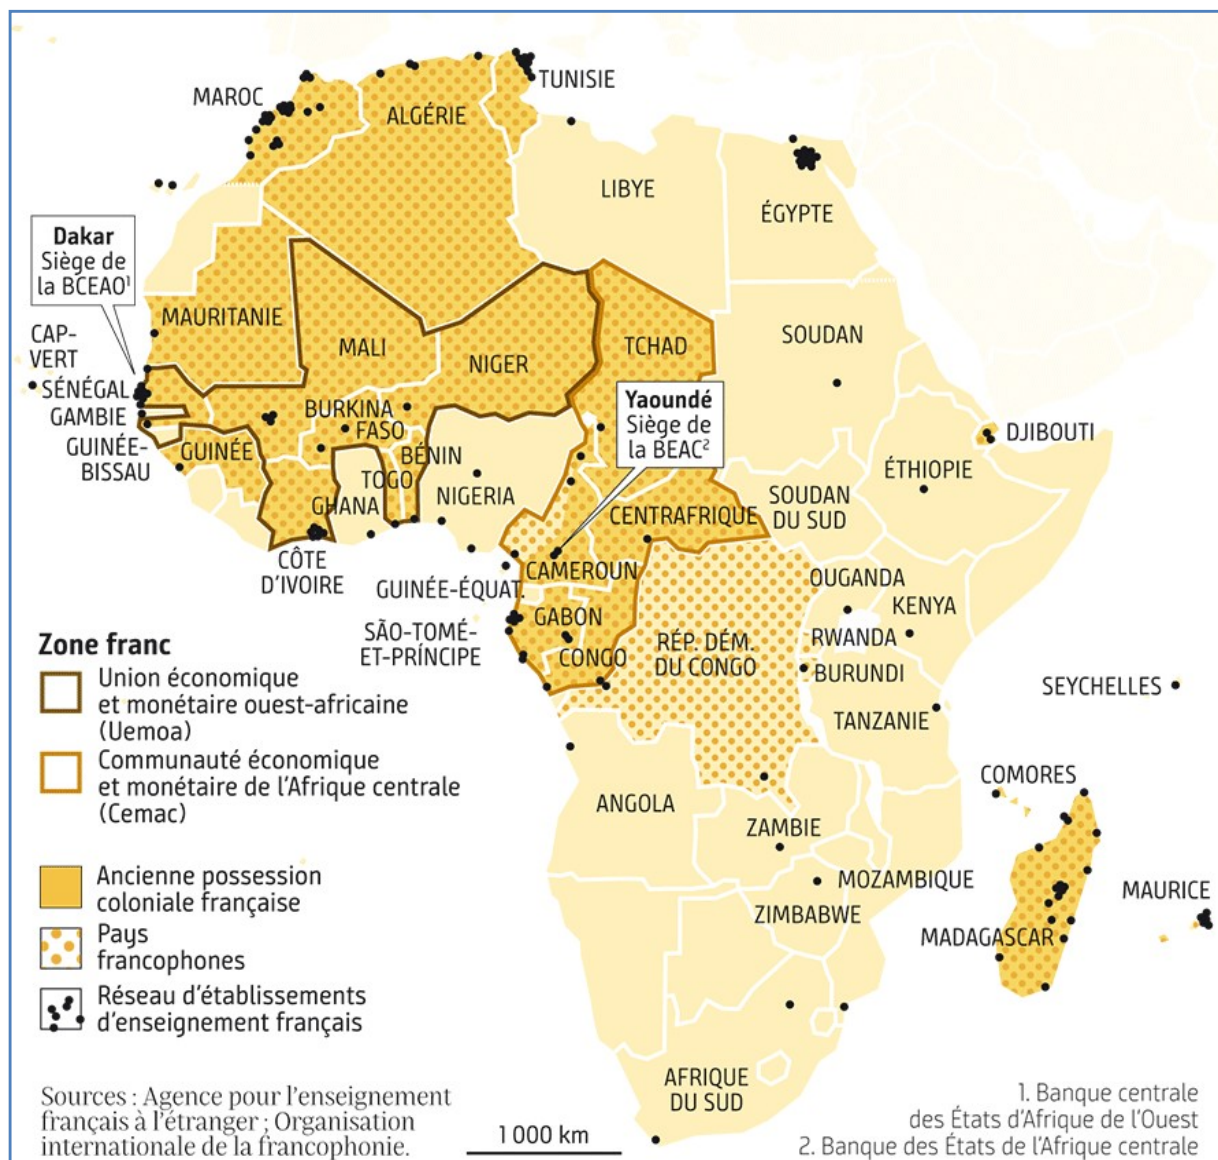 MAROC
TUNISIE
ALGÉRIE
LIBYE
ÉGYPTE
Dakar
Siège de
la BCEAO¹
MAURITANIE
MALI
NIGER
TCHAD
SOUDAN
CAP-
VERT
SÉNÉGAL
GAMBIE
GUINÉE-
BISSAU
GUINÉE
BURKINA
FASO
BÉNIN
TOGO
GHANA
NIGERIA
Yaoundé
Siège de
la BEAC²
DJIBOUTI
ÉTHIOPIE
SOUDAN
DU SUD
CENTRAFRIQUE
CÔTE
D'IVOIRE
CAMEROUN
GUINÉE-ÉQUAT.
SÃO-TOMÉ-
ET-PRÍNCIPE
GABON
CONGO
RÉP. DÉM.
DU CONGO
OUGANDA
KENYA
RWANDA
BURUNDI
TANZANIE
SEYCHELLES
COMORES
ANGOLA
ZAMBIE
MOZAMBIQUE
ZIMBABWE
MADAGASCAR
MAURICE
AFRIQUE
DU SUD
Zone franc
Union économique
et monétaire ouest-africaine
(Uemoa)
Communauté économique
et monétaire de l'Afrique centrale
(Cemac)
Ancienne possession
coloniale française
Pays
francophones
Réseau d'établissements
d'enseignement français
Sources : Agence pour l'enseignement
français à l'étranger ; Organisation
internationale de la francophonie.
1 000 km
1. Banque centrale
des États d'Afrique de l'Ouest
2. Banque des États de l'Afrique centrale